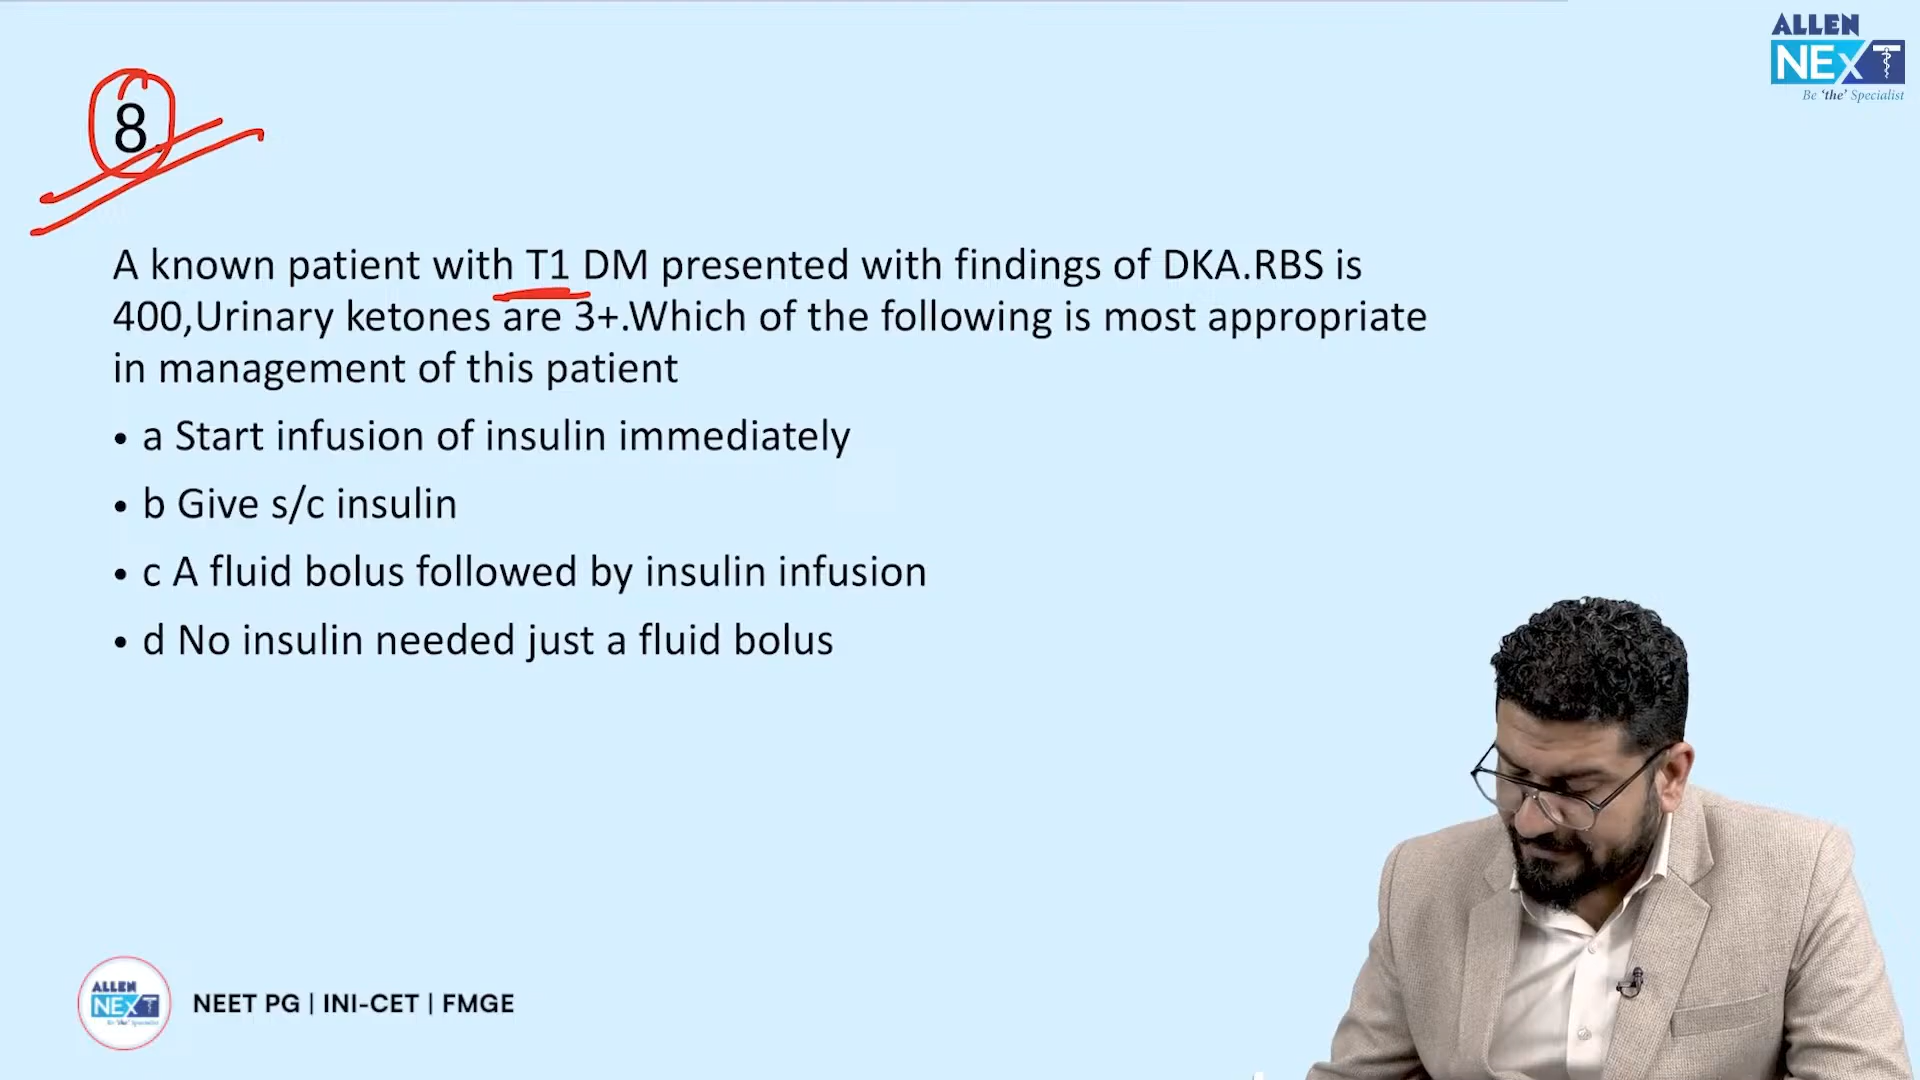 ALLEN
NEXT
Be 'the' Specialist
8
A known patient with T1 DM presented with findings of DKA.RBS is
400,Urinary ketones are 3+.Which of the following is most appropriate
in management of this patient
• a Start infusion of insulin immediately
• b Give s/c insulin
• c A fluid bolus followed by insulin infusion
• d No insulin needed just a fluid bolus
ALLEN
NEXT
Be 'the' Specialist
NEET PG | INI-CET | FMGE